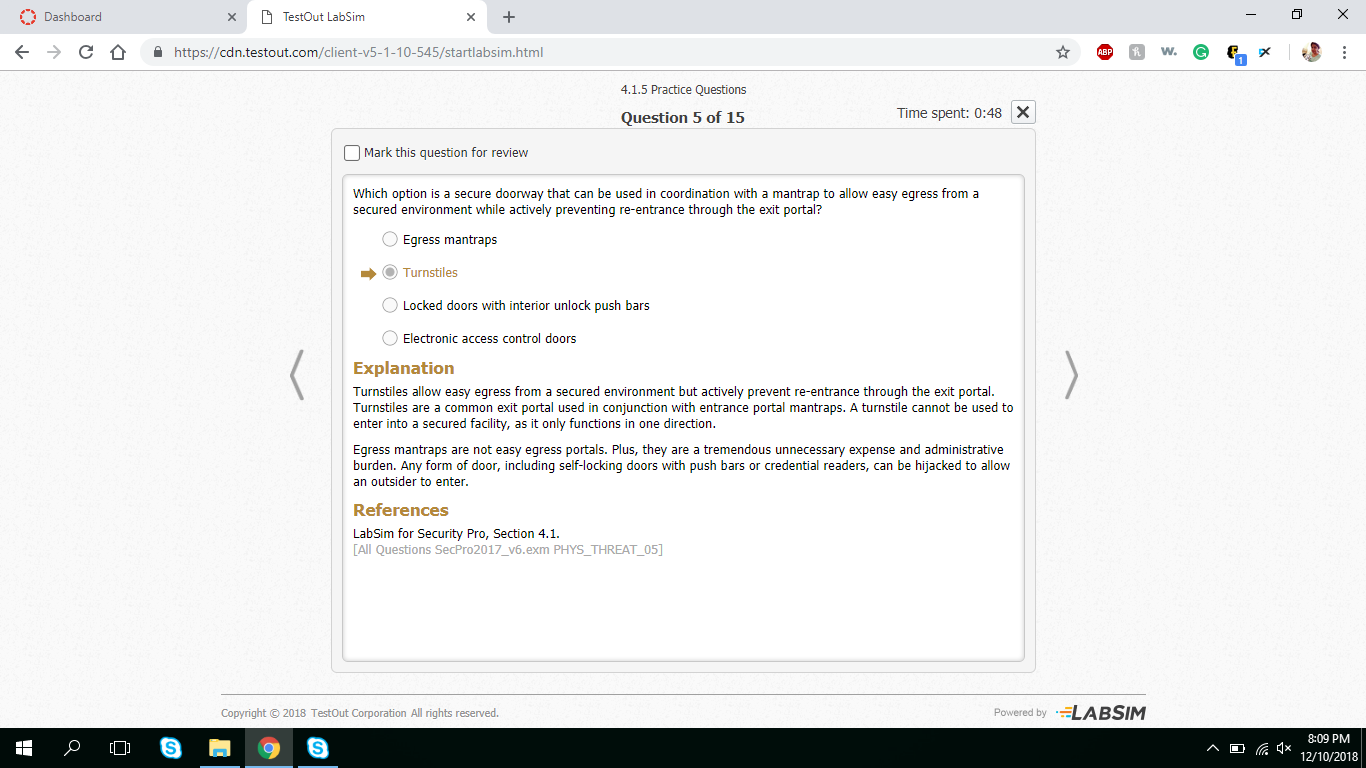 Dashboard
TestOut LabSim
https://cdn.testout.com/client-v5-1-10-545/startlabsim.html
ABP
w.
1
4.1.5 Practice Questions
Question 5 of 15
Time spent: 0:48
Mark this question for review
Which option is a secure doorway that can be used in coordination with a mantrap to allow easy egress from a
secured environment while actively preventing re-entrance through the exit portal?
Egress mantraps
Turnstiles
Locked doors with interior unlock push bars
Electronic access control doors
Explanation
Turnstiles allow easy egress from a secured environment but actively prevent re-entrance through the exit portal.
Turnstiles are a common exit portal used in conjunction with entrance portal mantraps. A turnstile cannot be used to
enter into a secured facility, as it only functions in one direction.
Egress mantraps are not easy egress portals. Plus, they are a tremendous unnecessary expense and administrative
burden. Any form of door, including self-locking doors with push bars or credential readers, can be hijacked to allow
an outsider to enter.
References
LabSim for Security Pro, Section 4.1.
[All Questions SecPro2017_v6.exm PHYS_THREAT_05]
Copyright © 2018 TestOut Corporation All rights reserved.
Powered by LABSIM
8:09 PM
12/10/2018